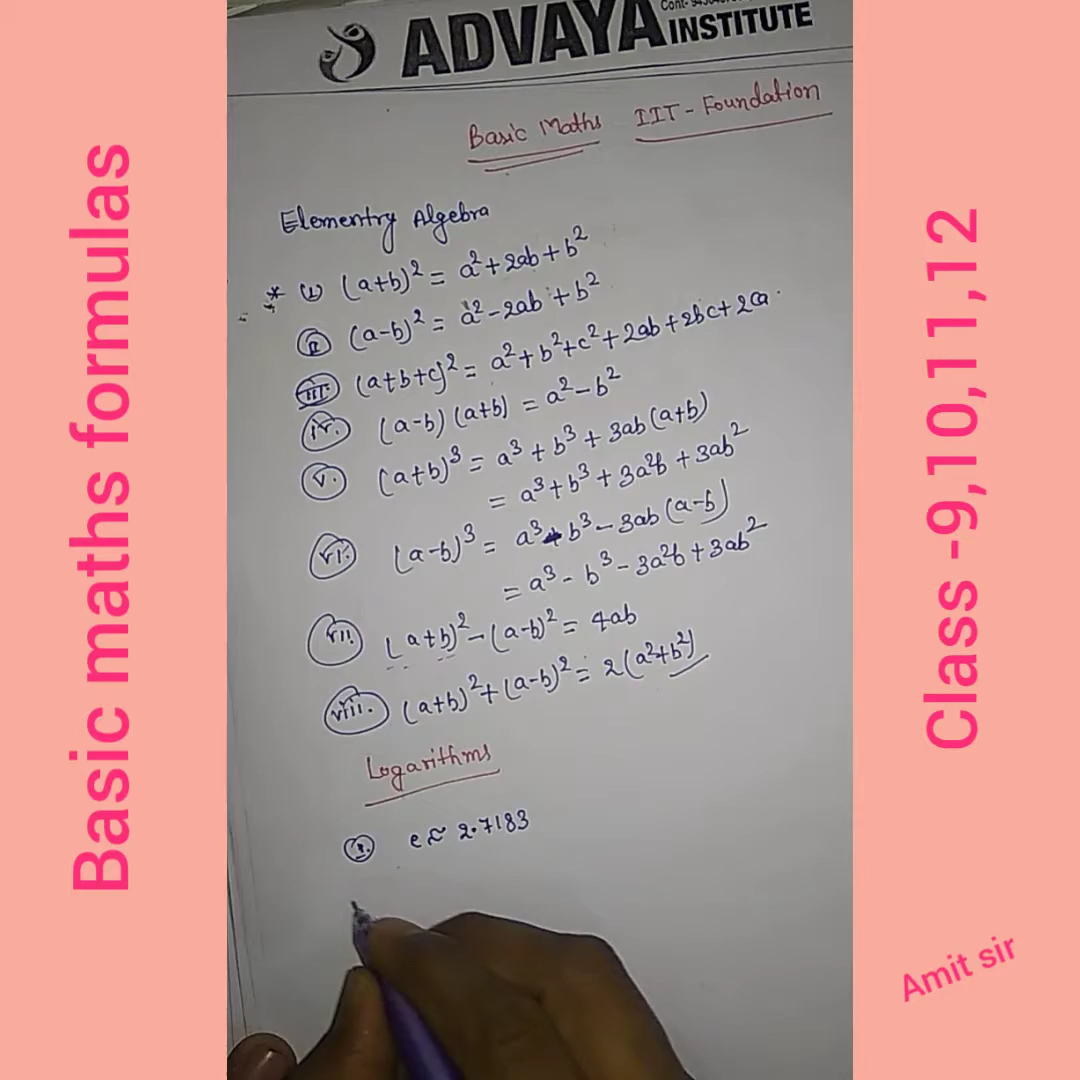 Basic maths formulas
Class -9,10,11,12
Amit sir
ADVAYA INSTITUTE
Basic Maths IIT - Foundation
Elementry Algebra
* (i) (a+b)² = a² + 2ab + b²
(ii) (a-b)² = a² - 2ab + b²
(iii) (a+b+c)² = a² + b² + c² + 2ab + 2bc + 2ca.
iv. (a-b) (a+b) = a² - b²
v. (a+b)³ = a³ + b³ + 3ab (a+b)
= a³ + b³ + 3a²b + 3ab²
vi. (a-b)³ = a³ - b³ - 3ab (a-b)
= a³ - b³ - 3a²b + 3ab²
vii. (a+b)² - (a-b)² = 4ab
viii. (a+b)² + (a-b)² = 2(a²+b²)
Logarithms
e ≈ 2.7183